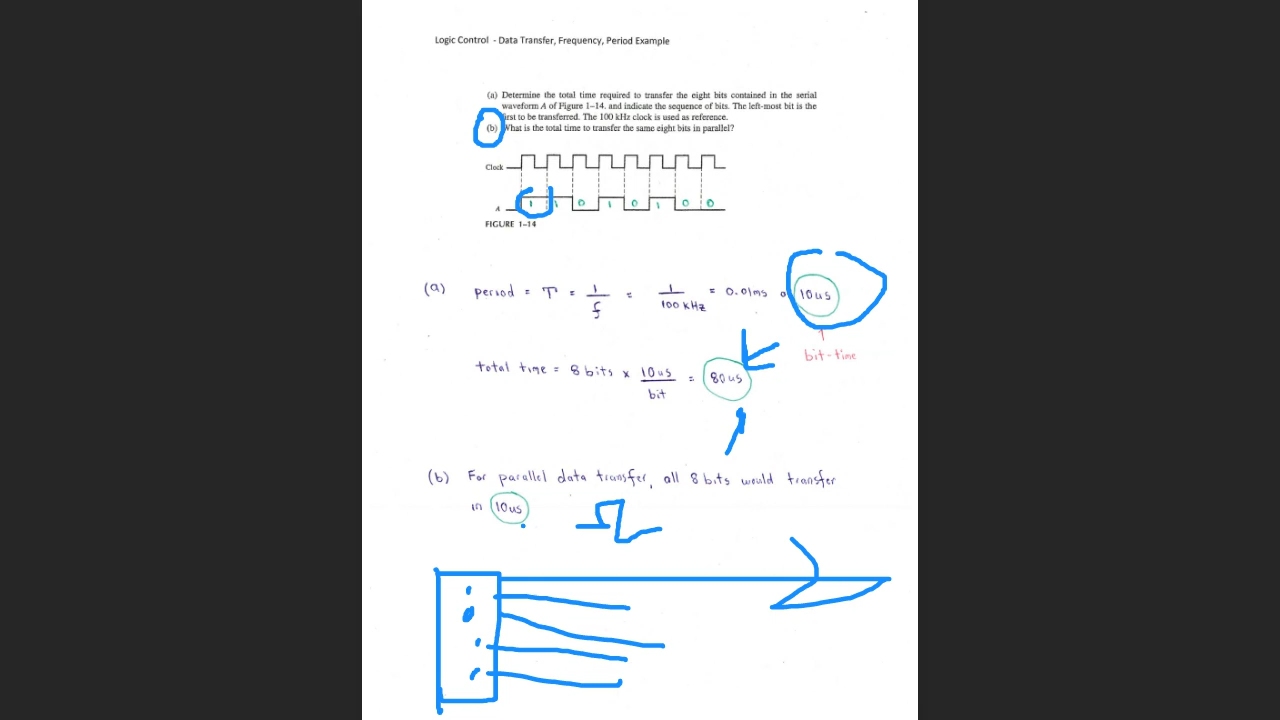 Logic Control - Data Transfer, Frequency, Period Example
(a) Determine the total time required to transfer the eight bits contained in the serial
waveform A of Figure 1–14, and indicate the sequence of bits. The left-most bit is the
first to be transferred. The 100 kHz clock is used as reference.
(b) What is the total time to transfer the same eight bits in parallel?
Clock
A 1 1 0 1 0 1 0 0
FIGURE 1–14
(a) period = T = 1/f = 1/100 kHz = 0.01ms 10us
bit-time
total time = 8 bits x 10us/bit = 80us
(b) For parallel data transfer, all 8 bits would transfer
in 10us